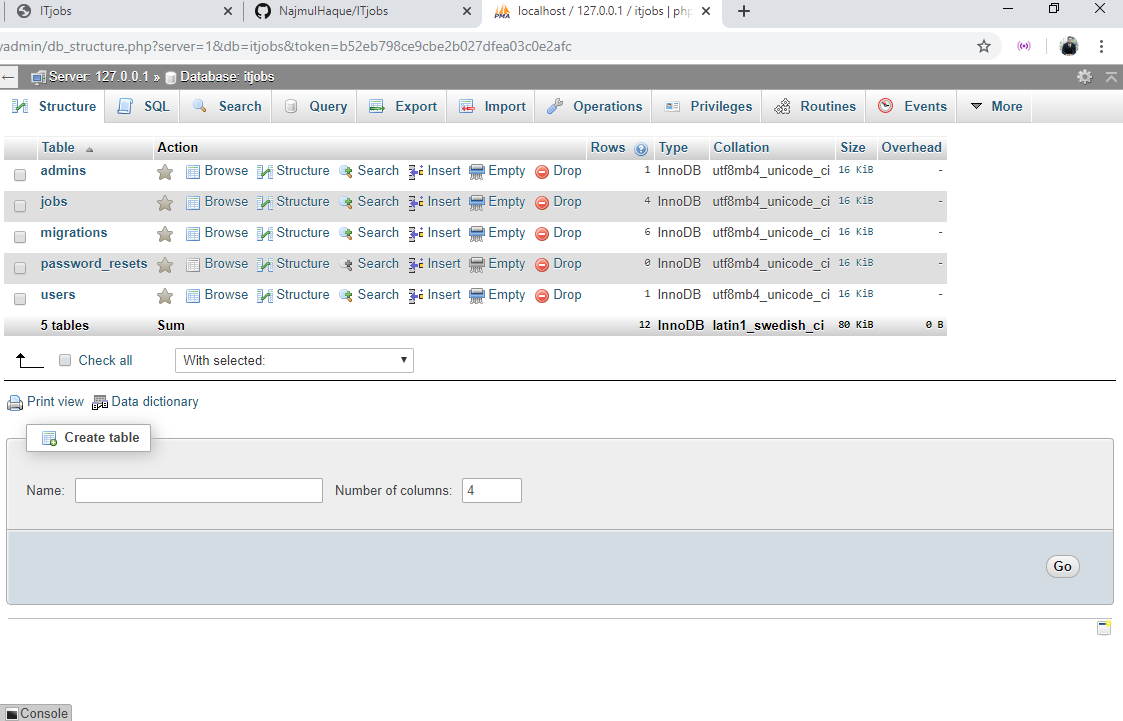 ITjobs
NajmulHaque/ITjobs
localhost / 127.0.0.1 / itjobs | php
yadmin/db_structure.php?server=1&db=itjobs&token=b52eb798ce9cbe2b027dfea03c0e2afc
Server: 127.0.0.1 » Database: itjobs
Structure SQL Search Query Export Import Operations Privileges Routines Events More
Table Action Rows Type Collation Size Overhead
admins Browse Structure Search Insert Empty Drop 1 InnoDB utf8mb4_unicode_ci 16 KiB -
jobs Browse Structure Search Insert Empty Drop 4 InnoDB utf8mb4_unicode_ci 16 KiB -
migrations Browse Structure Search Insert Empty Drop 6 InnoDB utf8mb4_unicode_ci 16 KiB -
password_resets Browse Structure Search Insert Empty Drop 0 InnoDB utf8mb4_unicode_ci 16 KiB -
users Browse Structure Search Insert Empty Drop 1 InnoDB utf8mb4_unicode_ci 16 KiB -
5 tables Sum 12 InnoDB latin1_swedish_ci 80 KiB 0 B
Check all With selected:
Print view Data dictionary
Create table
Name: Number of columns: 4
Go
Console